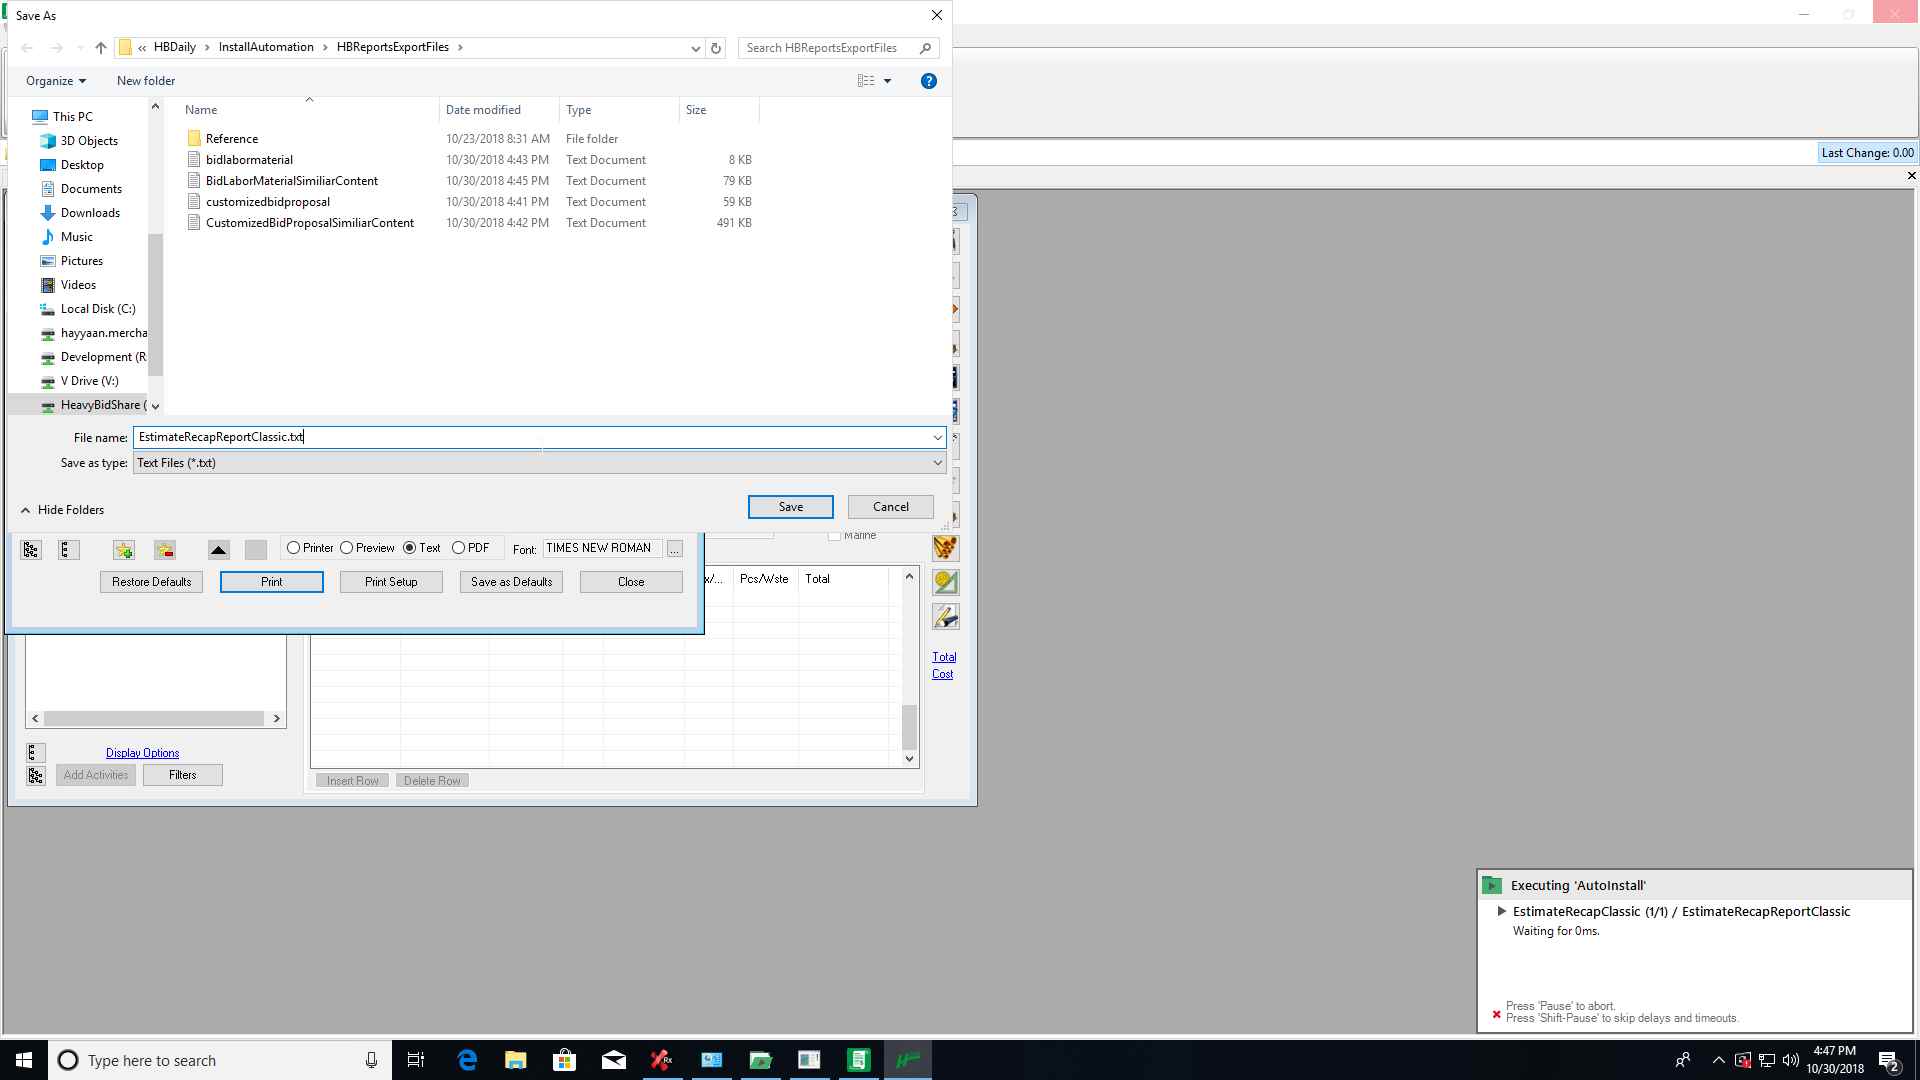 Save As
« HBDaily > InstallAutomation > HBReportsExportFiles >
Search HBReportsExportFiles
Organize
New folder
?
Name
Date modified
Type
Size
This PC
3D Objects
Desktop
Documents
Downloads
Music
Pictures
Videos
Local Disk (C:)
hayyaan.mercha
Development (R
V Drive (V:)
HeavyBidShare (
Reference 10/23/2018 8:31 AM File folder
bidlabormaterial 10/30/2018 4:43 PM Text Document 8 KB
BidLaborMaterialSimiliarContent 10/30/2018 4:45 PM Text Document 79 KB
customizedbidproposal 10/30/2018 4:41 PM Text Document 59 KB
CustomizedBidProposalSimiliarContent 10/30/2018 4:42 PM Text Document 491 KB
File name: EstimateRecapReportClassic.txt
Save as type: Text Files (*.txt)
Hide Folders
Save
Cancel
Last Change: 0.00
Printer
Preview
Text
PDF
Font:
TIMES NEW ROMAN
...
Marine
Restore Defaults
Print
Print Setup
Save as Defaults
Close
x/...
Pcs/Wste
Total
Total
Cost
Display Options
Add Activities
Filters
Insert Row
Delete Row
Executing 'AutoInstall'
EstimateRecapClassic (1/1) / EstimateRecapReportClassic
Waiting for 0ms.
Press 'Pause' to abort.
Press 'Shift-Pause' to skip delays and timeouts.
Type here to search
4:47 PM
10/30/2018
2